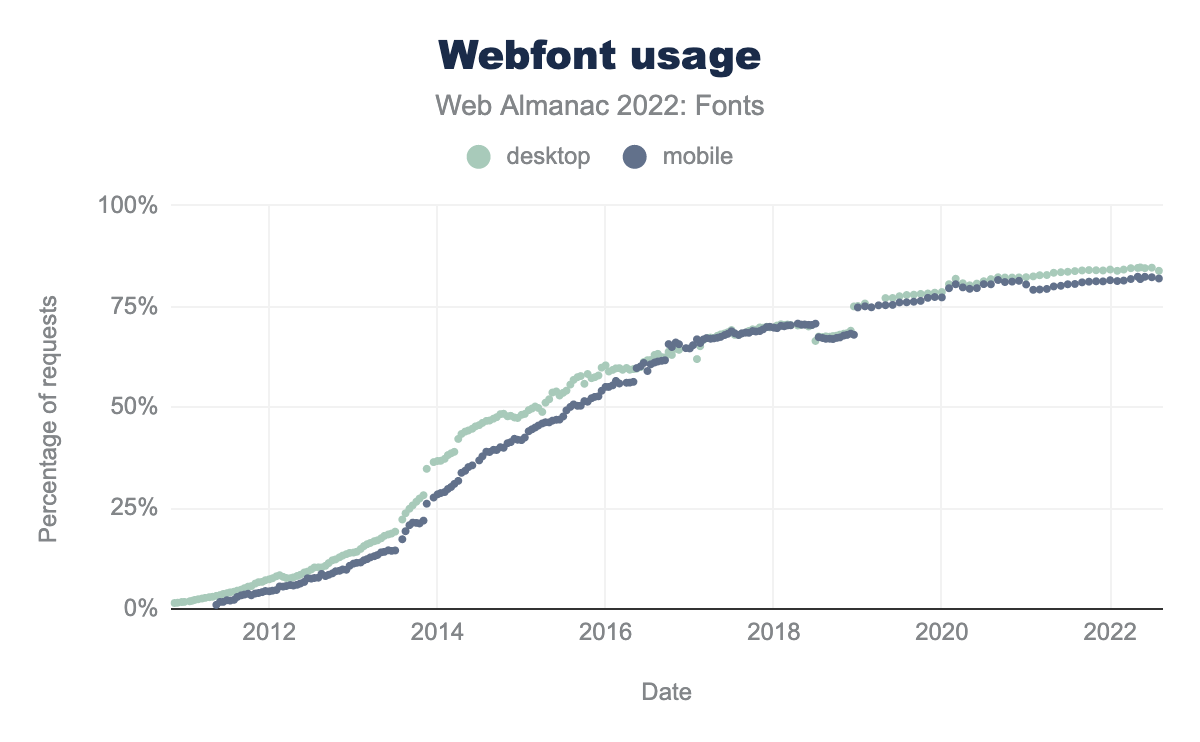 Webfont usage
Web Almanac 2022: Fonts
desktop mobile
Percentage of requests
100%
75%
50%
25%
0%
2012 2014 2016 2018 2020 2022
Date